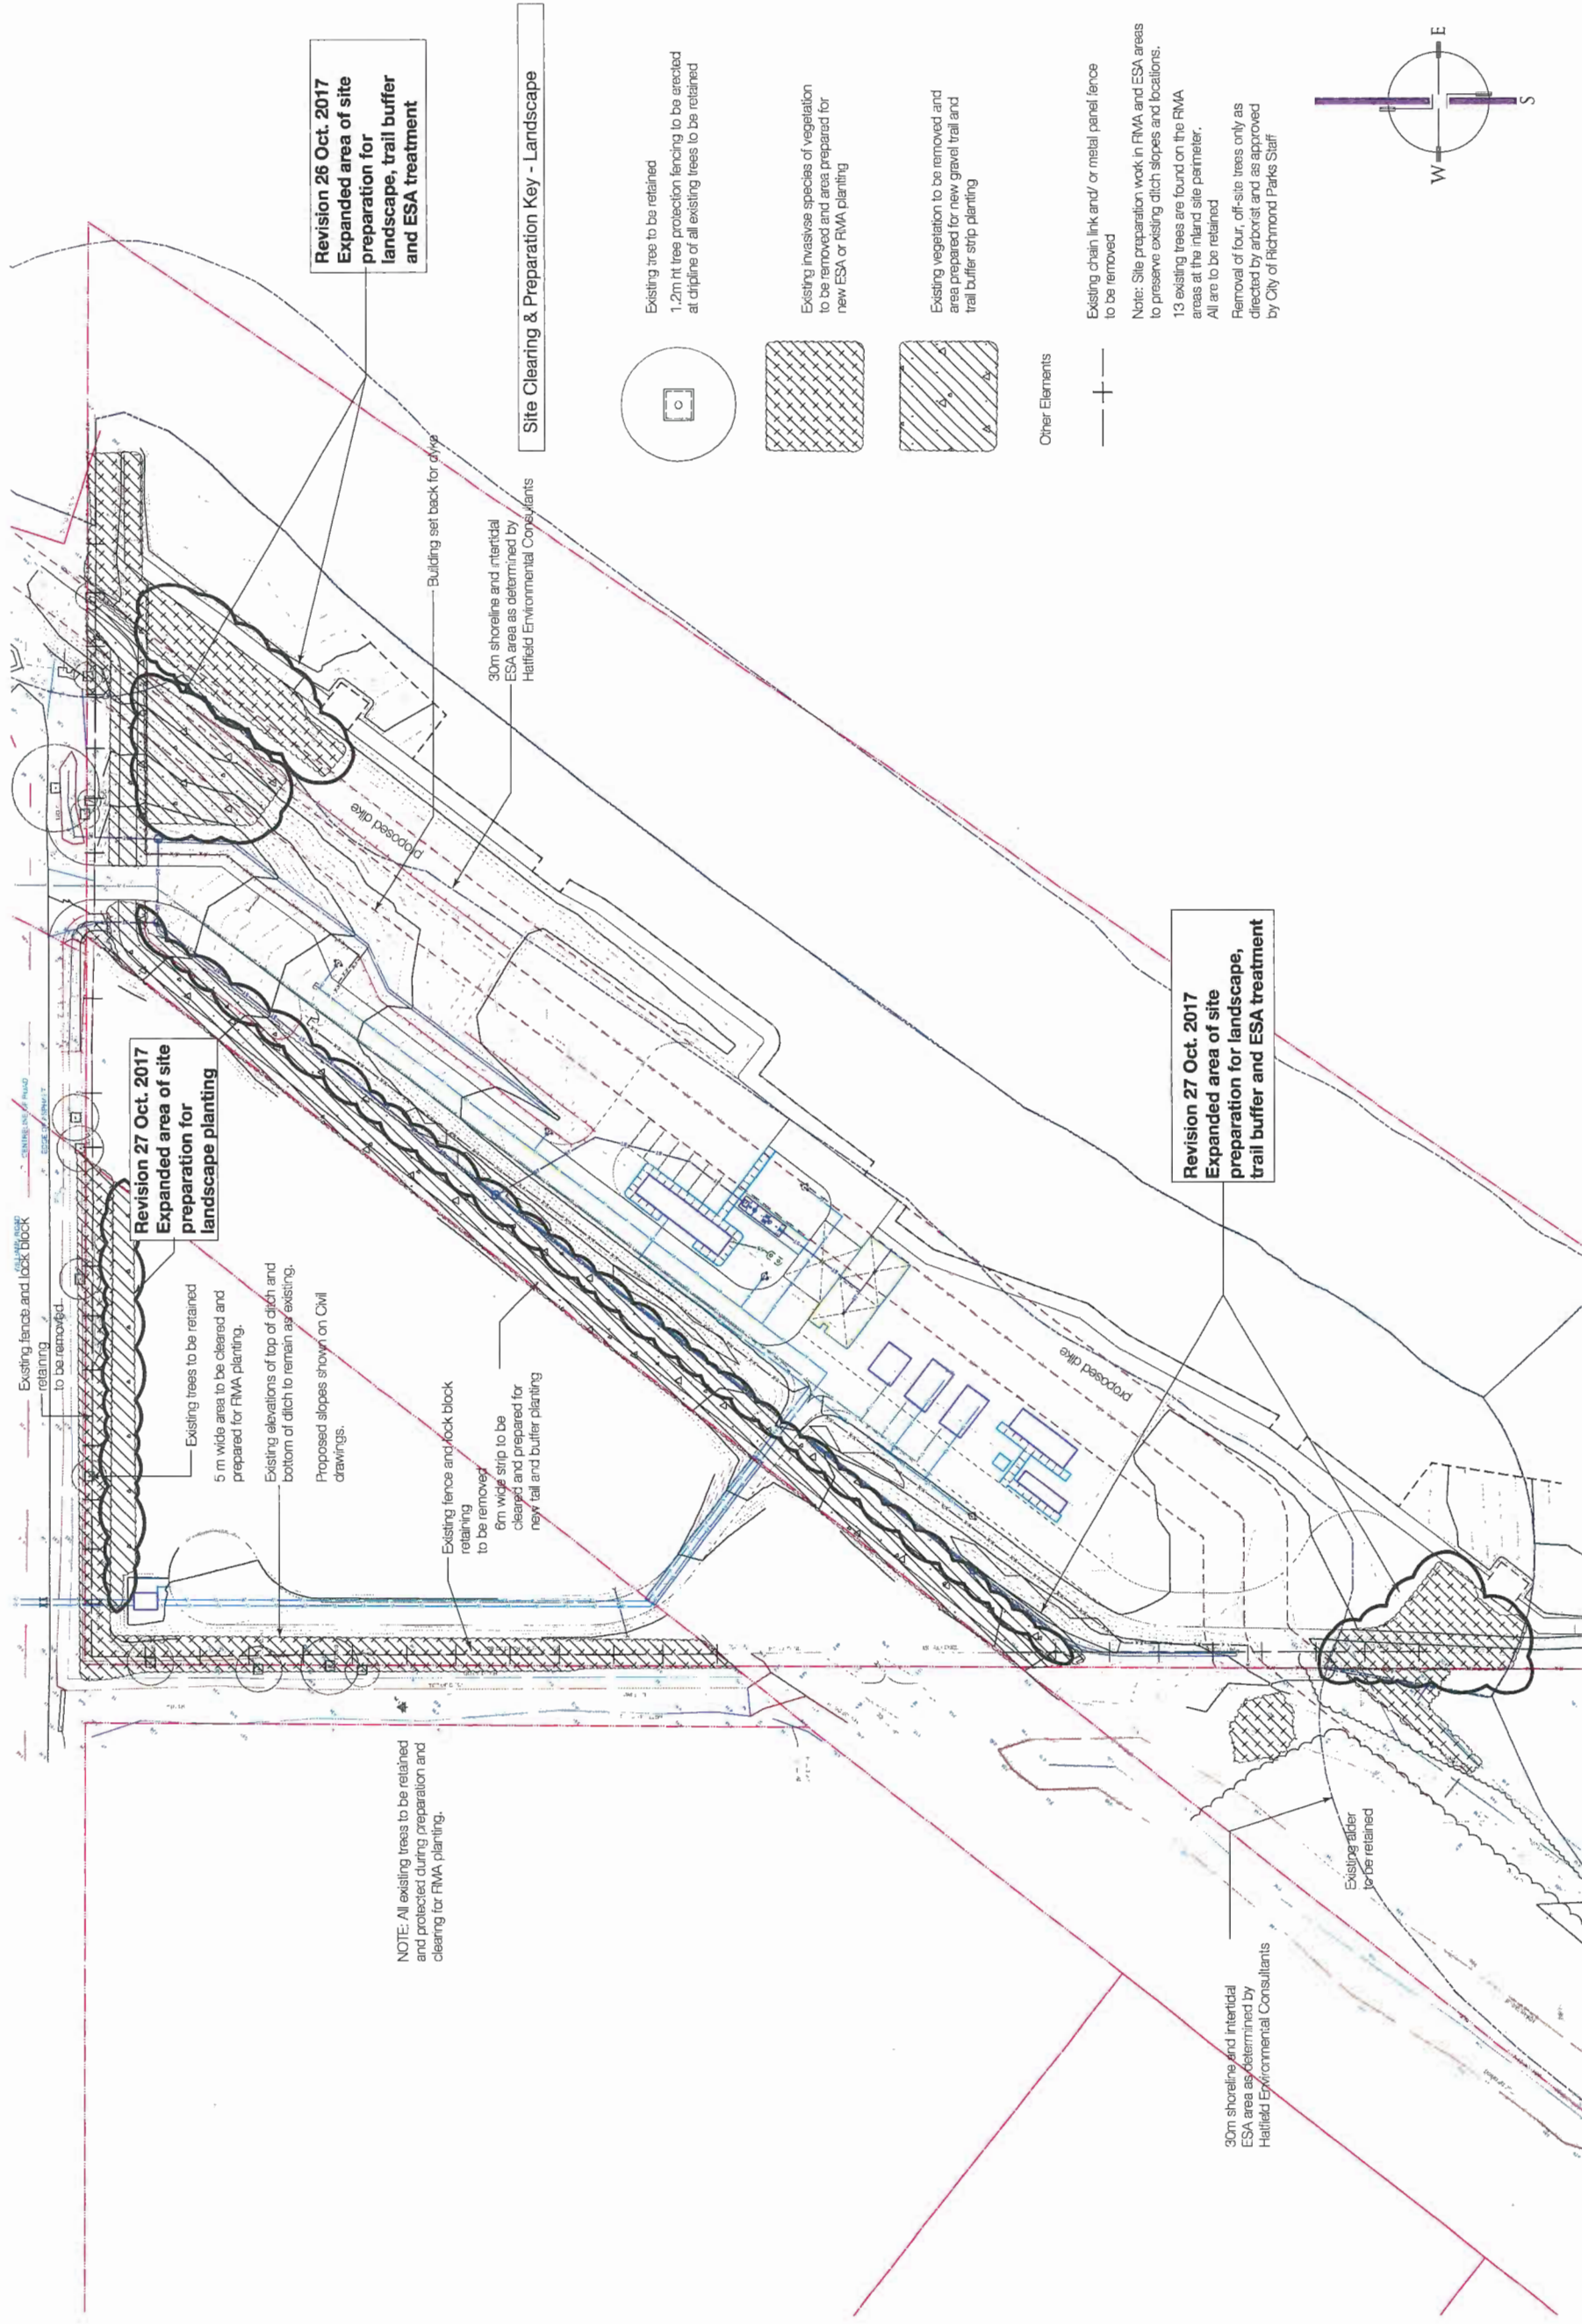 Existing fence and lock block
retaining
to be removed
CENTRELINE OF ROAD
Revision 27 Oct. 2017
Expanded area of site
preparation for
landscape planting
Existing trees to be retained
5 m wide area to be cleared and
prepared for RMA planting.
Existing elevations of top of ditch and
bottom of ditch to remain as existing.
Proposed slopes shown on Civil
drawings.
Existing fence and lock block
retaining
to be removed
6m wide strip to be
cleared and prepared for
new tail and buffer planting
NOTE: All existing trees to be retained
and protected during preparation and
clearing for RMA planting.
Revision 26 Oct. 2017
Expanded area of site
preparation for
landscape, trail buffer
and ESA treatment
Building set back for dyke
30m shoreline and intertidal
ESA area as determined by
Hatfield Environmental Consultants
proposed dike
proposed dike
Revision 27 Oct. 2017
Expanded area of site
preparation for landscape,
trail buffer and ESA treatment
Existing alder
to be retained
30m shoreline and intertidal
ESA area as determined by
Hatfield Environmental Consultants
Site Clearing & Preparation Key - Landscape
Existing tree to be retained
1.2m ht tree protection fencing to be erected
at dripline of all existing trees to be retained
Existing invasivse species of vegetation
to be removed and area prepared for
new ESA or RMA planting
Existing vegetation to be removed and
area prepared for new gravel trail and
trail buffer strip planting
Other Elements
Existing chain link and/ or metal panel fence
to be removed
Note: Site preparation work in RMA and ESA areas
to preserve existing ditch slopes and locations.
13 existing trees are found on the RMA
areas at the inland site perimeter.
All are to be retained
Removal of four, off-site trees only as
directed by arborist and as approved
by City of Richmond Parks Staff
W
E
S